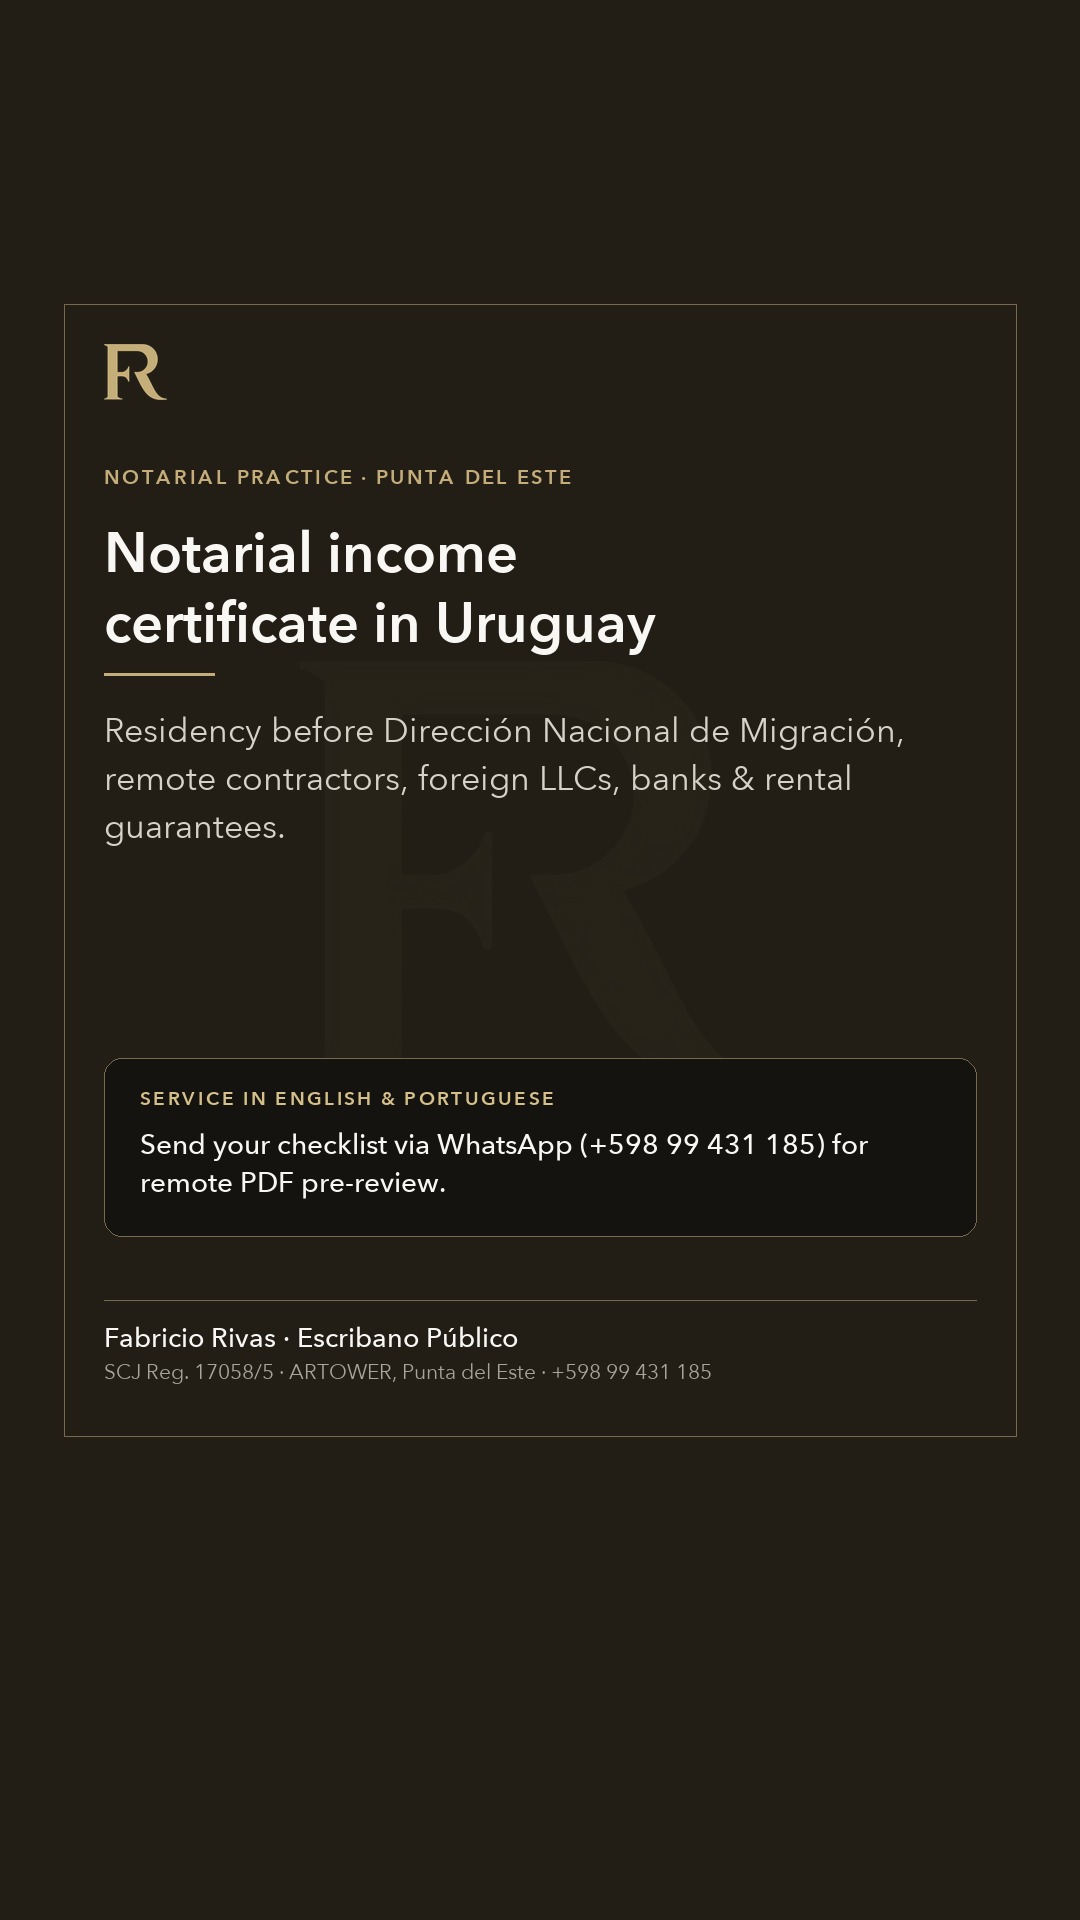 FR
NOTARIAL PRACTICE · PUNTA DEL ESTE
Notarial income
certificate in Uruguay
Residency before Dirección Nacional de Migración,
remote contractors, foreign LLCs, banks & rental
guarantees.
SERVICE IN ENGLISH & PORTUGUESE
Send your checklist via WhatsApp (+598 99 431 185) for
remote PDF pre-review.
Fabricio Rivas · Escribano Público
SCJ Reg. 17058/5 · ARTOWER, Punta del Este · +598 99 431 185